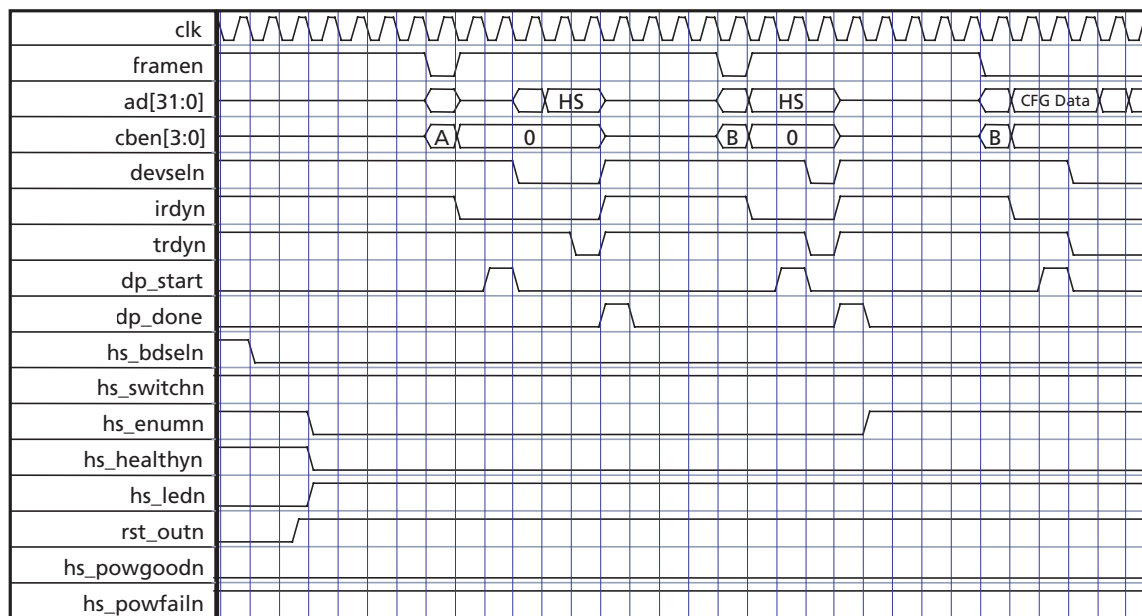 clk
framen
ad[31:0] HS HS CFG Data
cben[3:0] A 0 B 0 B
devseln
irdyn
trdyn
dp_start
dp_done
hs_bdseln
hs_switchn
hs_enumn
hs_healthyn
hs_ledn
rst_outn
hs_powgoodn
hs_powfailn